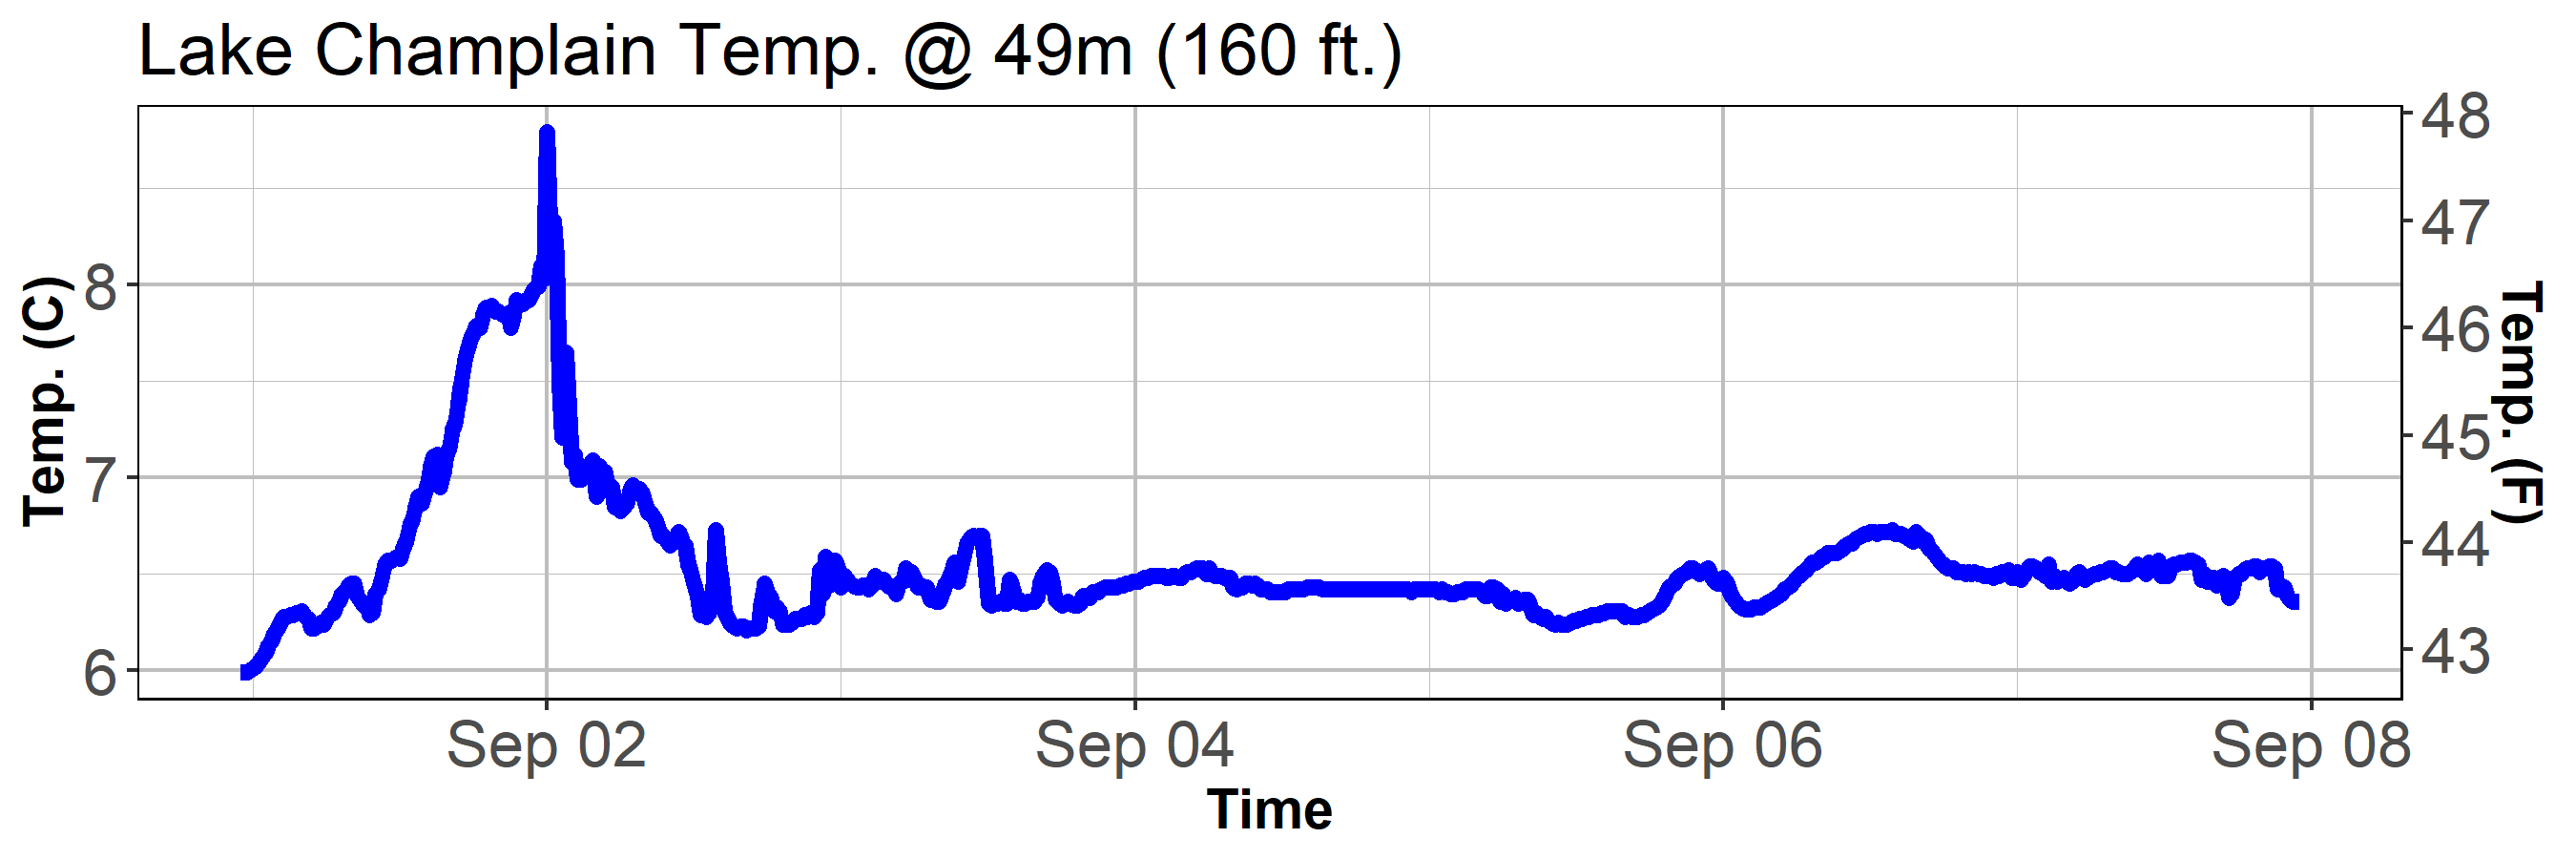 Lake Champlain Temp. @ 49m (160 ft.)
Temp. (C)
8
7
6
48
47
46
45
44
43
Temp. (F)
Sep 02 Sep 04 Sep 06 Sep 08
Time